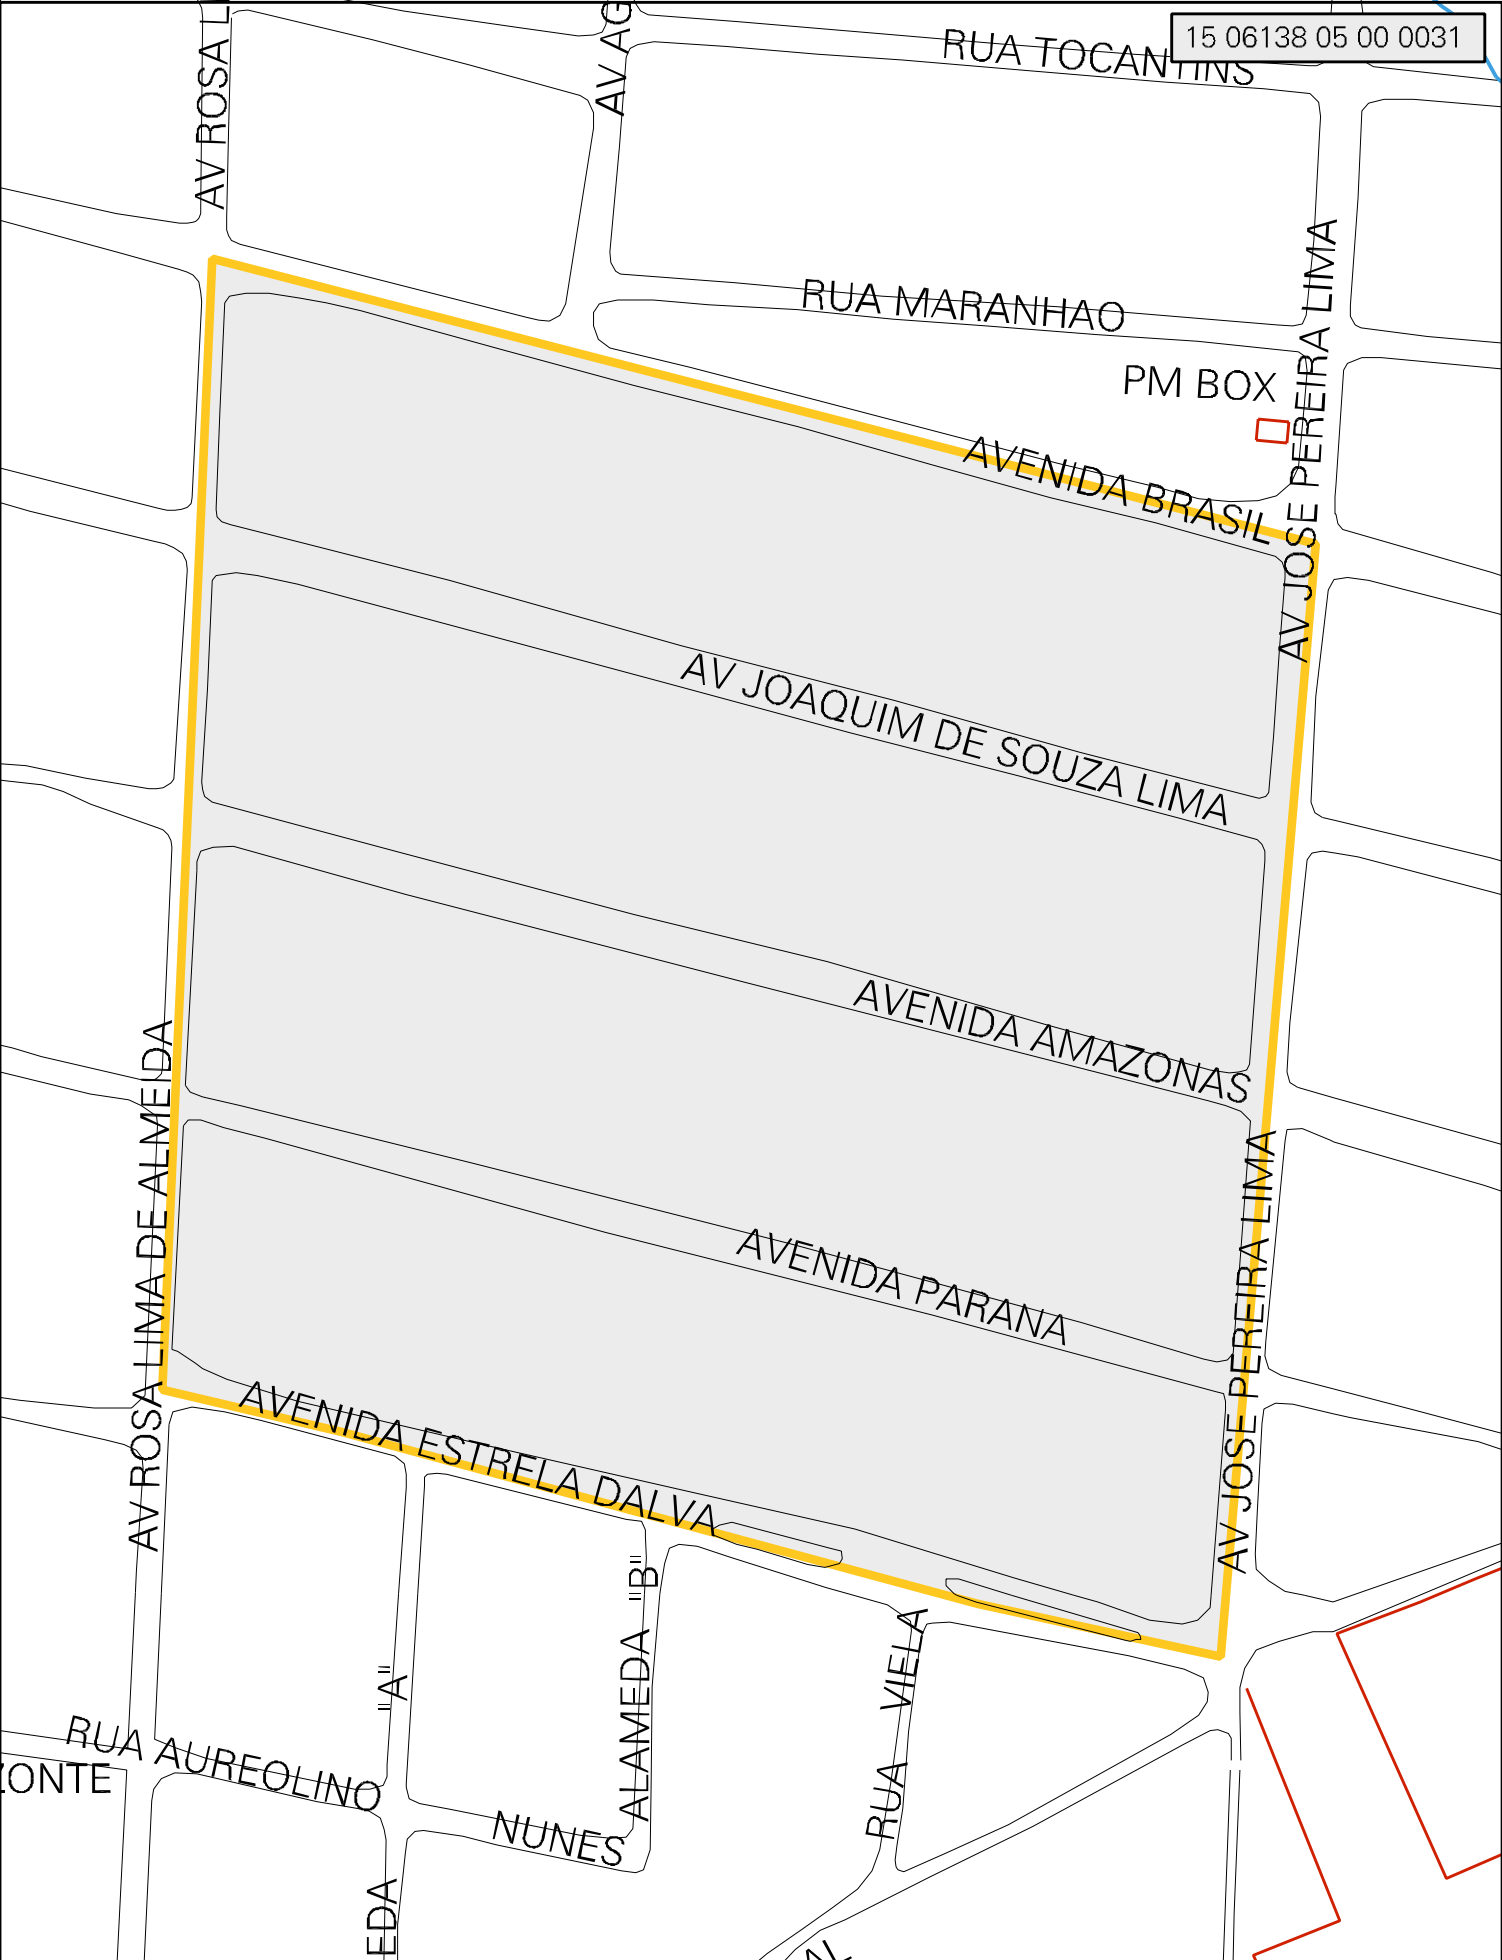 15 06138 05 00 0031
AV ROSA L
AV AG
RUA TOCANTINS
RUA MARANHAO
AV JOSE PEREIRA LIMA
PM BOX
AVENIDA BRASIL
AV JOAQUIM DE SOUZA LIMA
AVENIDA AMAZONAS
AV ROSA LIMA DE ALMEIDA
AV JOSE PEREIRA LIMA
AVENIDA PARANA
AVENIDA ESTRELA DALVA
ALAMEDA "B"
"A"
RUA VIELA
RUA AUREOLINO NUNES
ZONTE
EDA
AL